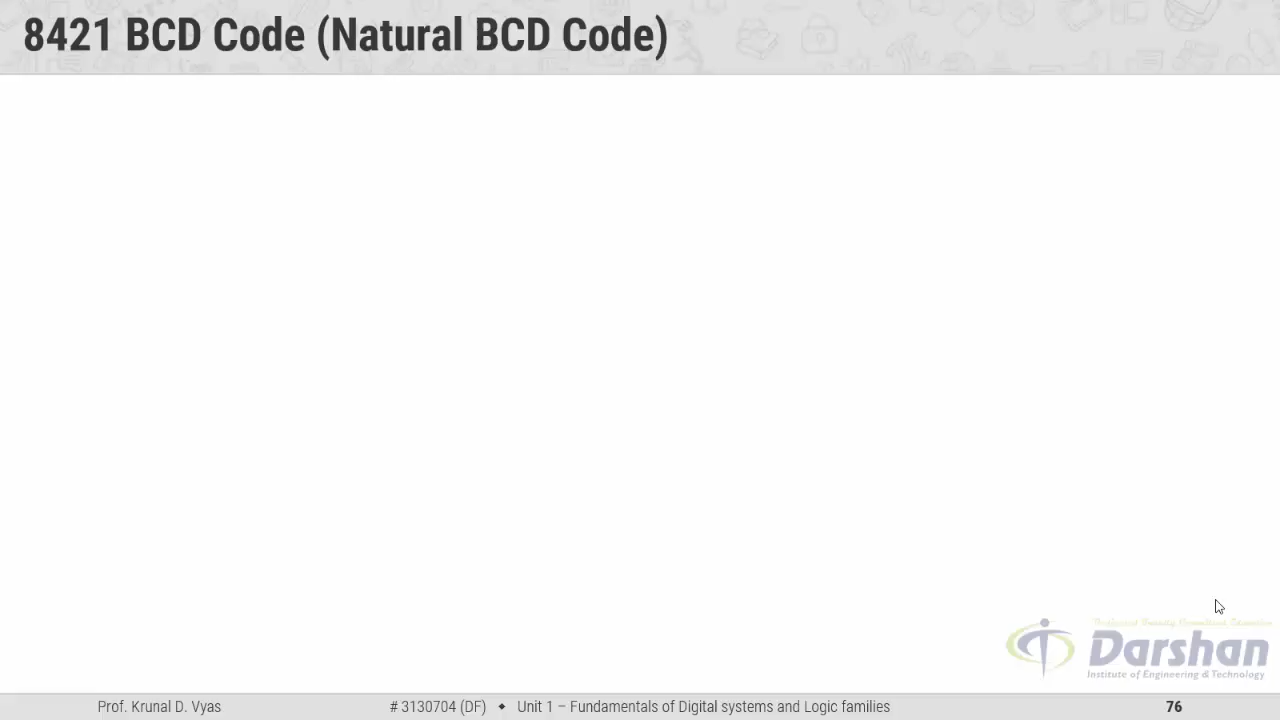 8421 BCD Code (Natural BCD Code)
Darshan
Institute of Engineering & Technology
Prof. Krunal D. Vyas
# 3130704 (DF) ◆ Unit 1 – Fundamentals of Digital systems and Logic families
76